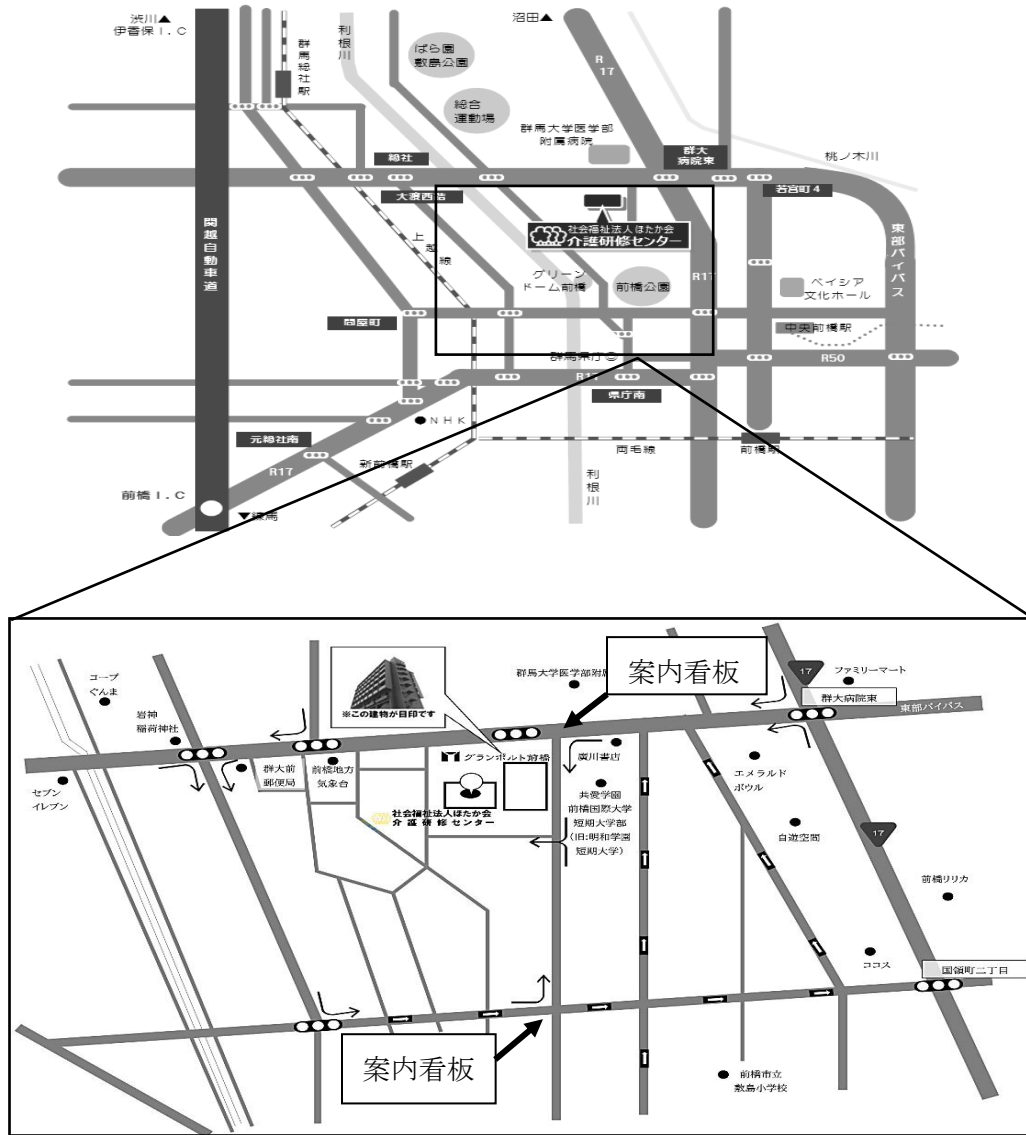 渋川▲
伊香保Ｉ.Ｃ
群馬総社駅
利根川
ばら園
敷島公園
沼田▲
R
17
総合
運動場
群馬大学医学部
附属病院
群大
病院東
桃ノ木川
總社
大渡西詰
若宮町４
関越自動車道
上越線
社会福祉法人ほたか会
介護研修センター
東部バイパス
グリーン
ドーム前橋
前橋公園
R17
ベイシア
文化ホール
問屋町
中央前橋駅
群馬県庁◎
R50
R17
県庁南
●ＮＨＫ
元総社南
新前橋駅
両毛線
前橋駅
R17
利根川
前橋Ｉ.Ｃ
▼練馬
案内看板
コープ
ぐんま
岩神
稲荷神社
※この建物が目印です
群馬大学医学部附
17
ファミリーマート
群大病院東
東部バイパス
セブン
イレブン
群大前
郵便局
前橋地方
気象台
グランポルト前橋
廣川書店
エメラルド
ボウル
共愛学園
前橋国際大学
短期大学部
(旧:明和学園
短期大学)
社会福祉法人ほたか会
介護研修センター
自遊空間
17
前橋リリカ
ココス
国領町二丁目
案内看板
前橋市立
敷島小学校